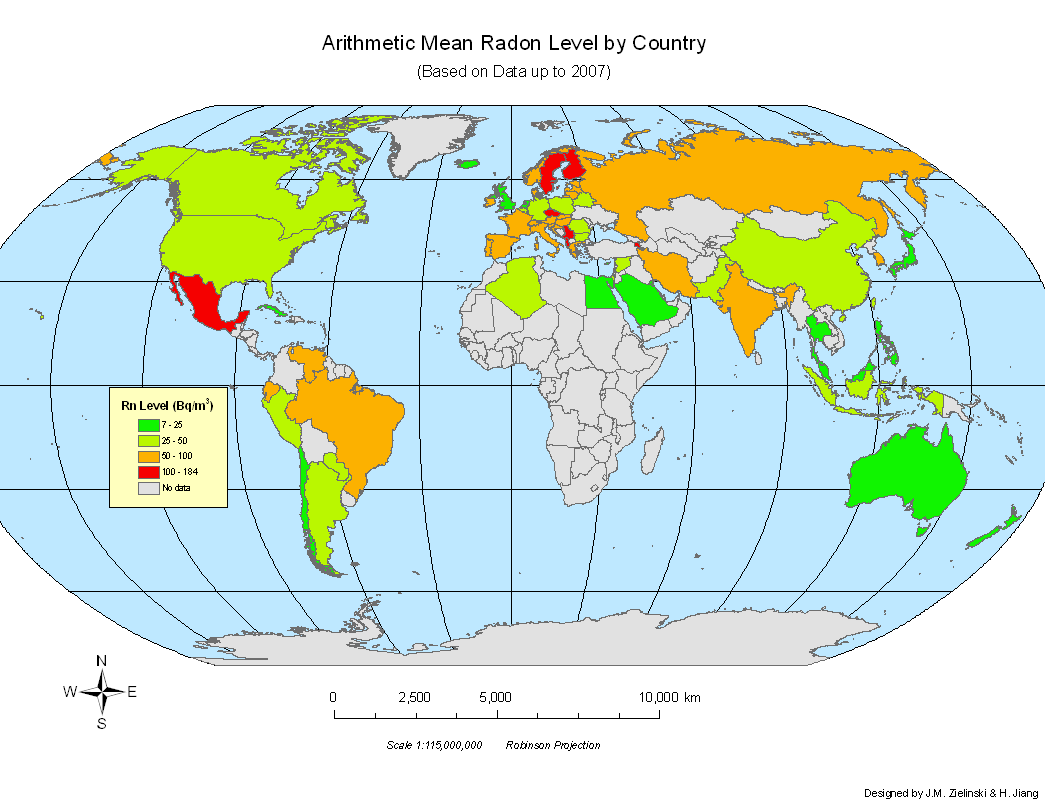 Arithmetic Mean Radon Level by Country
(Based on Data up to 2007)
Rn Level (Bq/m³)
7 - 25
25 - 50
50 - 100
100 - 184
No data
N
W E
S
0 2,500 5,000 10,000 km
Scale 1:115,000,000 Robinson Projection
Designed by J.M. Zielinski & H. Jiang